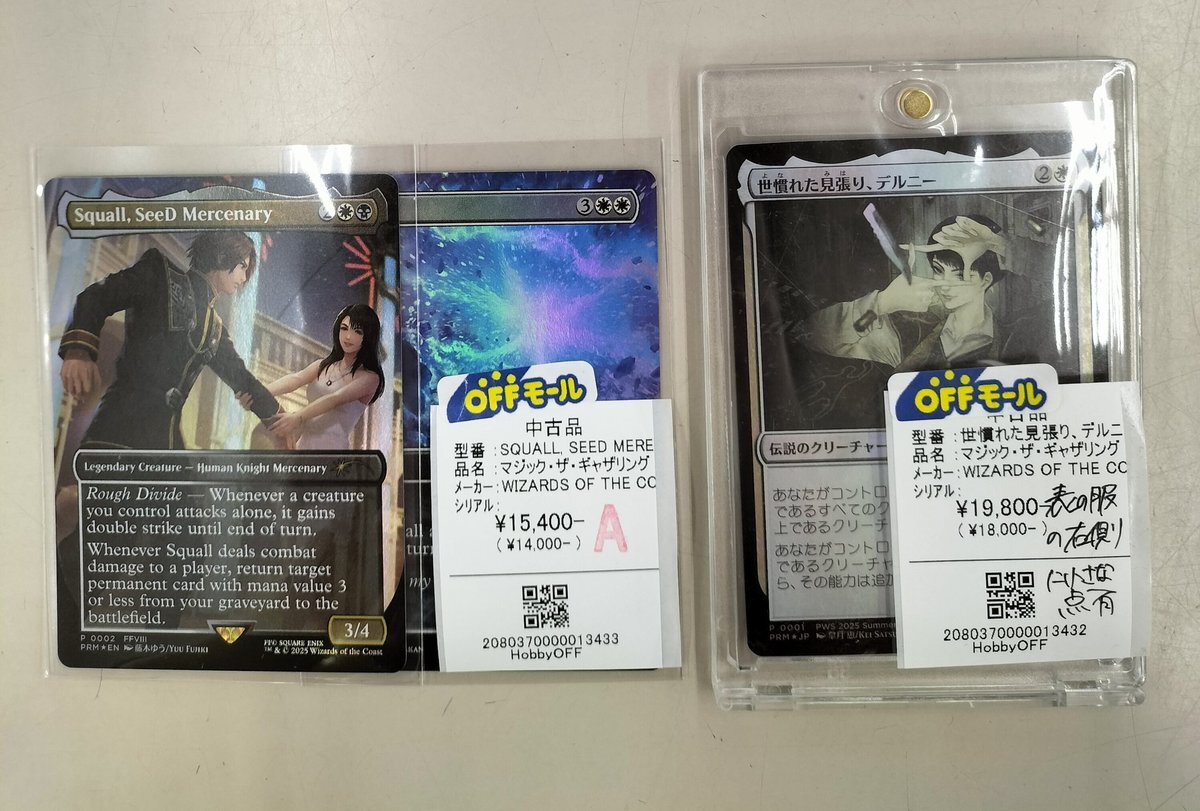 Squall, SeeD Mercenary
2
Legendary Creature — Human Knight Mercenary
Rough Divide — Whenever a creature
you control attacks alone, it gains
double strike until end of turn.
Whenever Squall deals combat
damage to a player, return target
permanent card with mana value 3
or less from your graveyard to the
battlefield.
3/4
P 0002 FFVIII
PRM★EN 藤本ゆう/YUU FUJIKI
FF© SQUARE ENIX
™ & © 2025 Wizards of the Coast
3
OFFモール
中古品
型番:SQUALL, SEED MERE
品名:マジック・ザ・ギャザリング
メーカー:WIZARDS OF THE CO
シリアル:
¥15,400-
(¥14,000-)
A
2080370000013433
HobbyOFF
世慣れた見張り、デルニー
よな みは
2
伝説のクリーチャー
あなたがコントロ
であるすべてのク
上であるクリーチ
あなたがコントロ
であるクリーチャ
ら、その能力は追加
P 0001 PWS 2025 Summer
PRM★JP
OFFモール
型番:世慣れた見張り、デルニ
品名:マジック・ザ・ギャザリング
メーカー:WIZARDS OF THE CO
シリアル:
¥19,800-
(¥18,000-)
表の服
の右側り
小さな
点有
2080370000013432
HobbyOFF